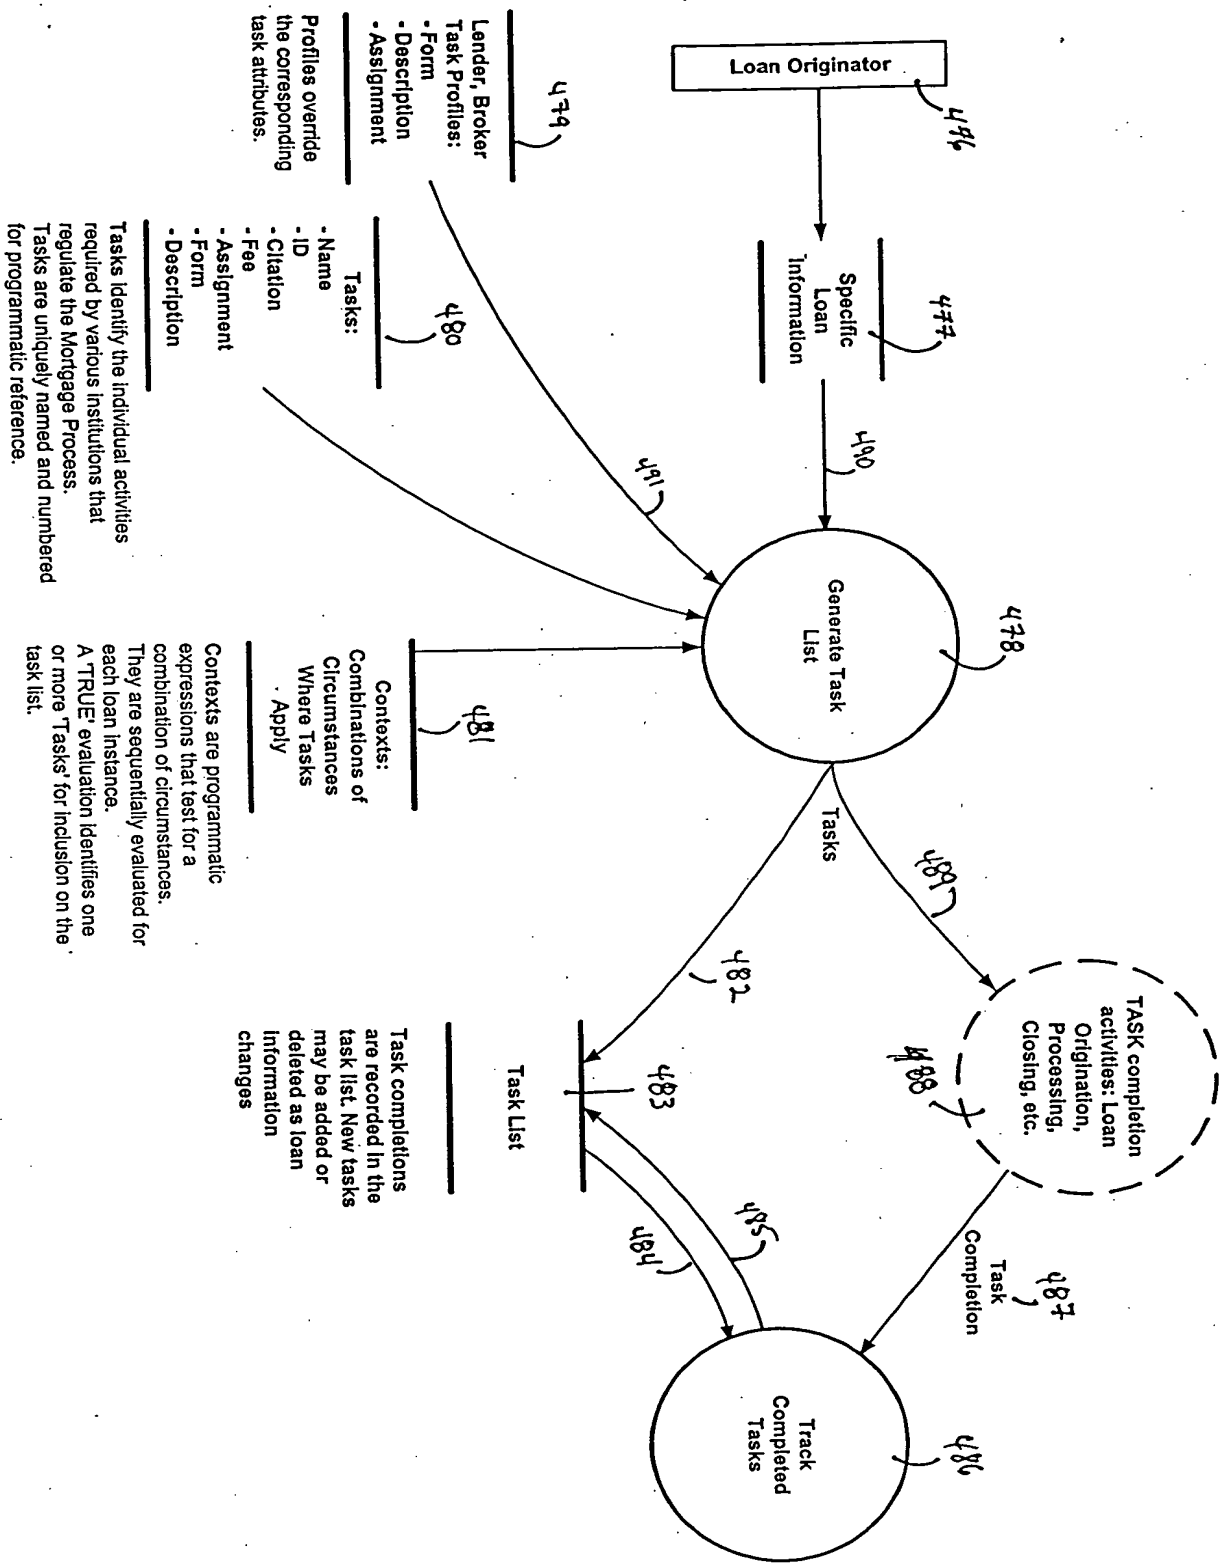 Loan Originator
476
Specific
Loan
Information
477
490
Generate Task
List
478
Tasks
489
482
TASK completion
activities: Loan
Origination,
Processing,
Closing, etc.
488
Task
Completion
487
Track
Completed
Tasks
486
485
484
483
Task List
Task completions
are recorded in the
task list. New tasks
may be added or
deleted as loan
information
changes
Lender, Broker
Task Profiles:
- Form
- Description
- Assignment
479
Profiles override
the corresponding
task attributes.
491
Tasks:
- Name
- ID
- Citation
- Fee
- Assignment
- Form
- Description
480
Tasks identify the individual activities
required by various institutions that
regulate the Mortgage Process.
Tasks are uniquely named and numbered
for programmatic reference.
Contexts:
Combinations of
Circumstances
Where Tasks
- Apply
481
Contexts are programmatic
expressions that test for a
combination of circumstances.
They are sequentially evaluated for
each loan instance.
A 'TRUE' evaluation identifies one
or more 'Tasks' for inclusion on the
task list.